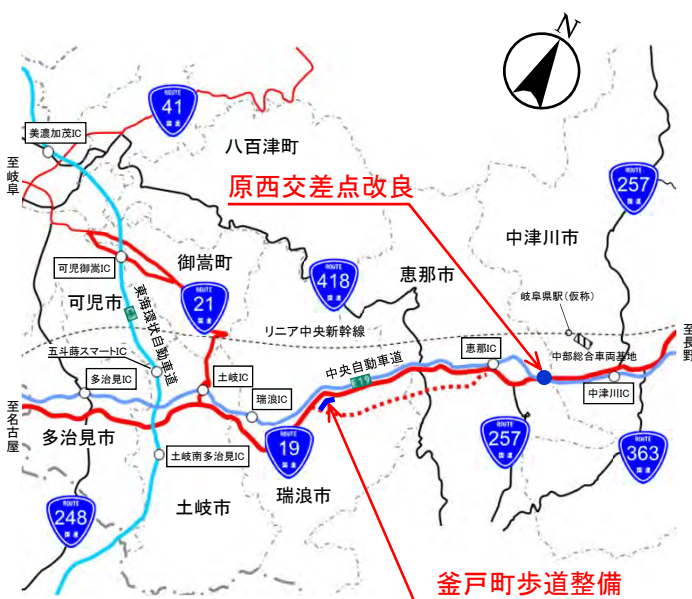 N
ROUTE
41
国道
美濃加茂IC
八百津町
至岐阜
原西交差点改良
ROUTE
257
国道
中津川市
可児御嵩IC
御嵩町
ROUTE
418
国道
恵那市
可児市
東海環状自動車道
ROUTE
21
国道
岐阜県駅(仮称)
リニア中央新幹線
至長野
五斗蒔スマートIC
中央自動車道
恵那IC
中部総合車両基地
多治見IC
土岐IC
瑞浪IC
中津川IC
至名古屋
多治見市
土岐南多治見IC
ROUTE
19
国道
ROUTE
257
国道
ROUTE
363
国道
瑞浪市
ROUTE
248
国道
土岐市
釜戸町歩道整備